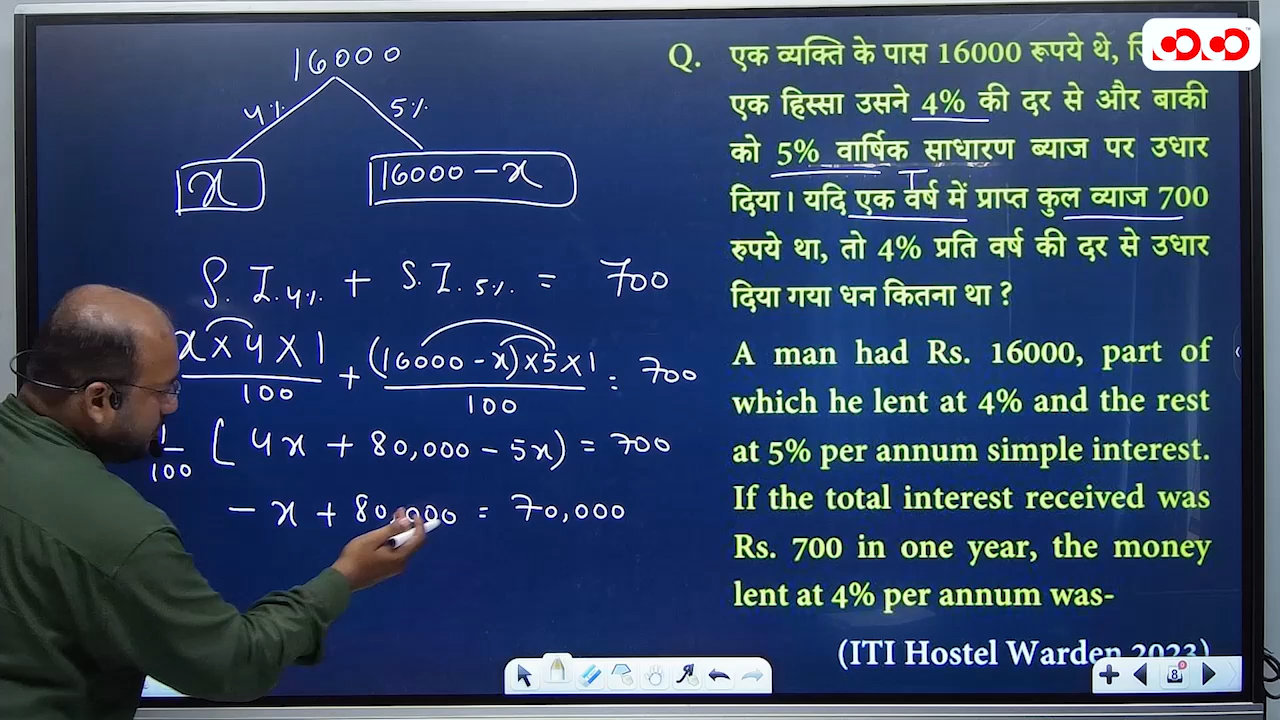 16000
4% 5%
x 16000 - x
S.I.4% + S.I.5% = 700
x × 4 × 1 / 100 + (16000 - x) × 5 × 1 / 100 = 700
/ 100 [ 4x + 80,000 - 5x) = 700
- x + 80,000 = 70,000
Q. एक व्यक्ति के पास 16000 रूपये थे,
एक हिस्सा उसने 4% की दर से और बाकी
को 5% वार्षिक साधारण ब्याज पर उधार
दिया। यदि एक वर्ष में प्राप्त कुल ब्याज 700
रुपये था, तो 4% प्रति वर्ष की दर से उधार
दिया गया धन कितना था ?
A man had Rs. 16000, part of
which he lent at 4% and the rest
at 5% per annum simple interest.
If the total interest received was
Rs. 700 in one year, the money
lent at 4% per annum was-
(ITI Hostel Warden 2023)
8